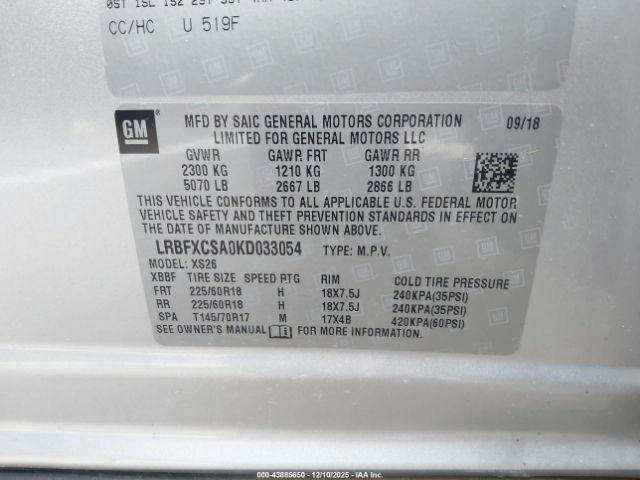 CC/HC U 519F
GM
MFD BY SAIC GENERAL MOTORS CORPORATION 09/18
LIMITED FOR GENERAL MOTORS LLC
GVWR GAWR FRT GAWR RR
2300 KG 1210 KG 1300 KG
5070 LB 2667 LB 2866 LB
THIS VEHICLE CONFORMS TO ALL APPLICABLE U.S. FEDERAL MOTOR
VEHICLE SAFETY AND THEFT PREVENTION STANDARDS IN EFFECT ON
THE DATE OF MANUFACTURE SHOWN ABOVE.
LRBFXCSA0KD033054 TYPE: M.P.V.
MODEL: XS26
XBBF TIRE SIZE SPEED RTG RIM COLD TIRE PRESSURE
FRT 225/60R18 H 18X7.5J 240KPA(35PSI)
RR 225/60R18 H 18X7.5J 240KPA(35PSI)
SPA T145/70R17 M 17X4B 420KPA(60PSI)
SEE OWNER'S MANUAL FOR MORE INFORMATION.
000-43885650 - 12/10/2025 - IAAI.COM